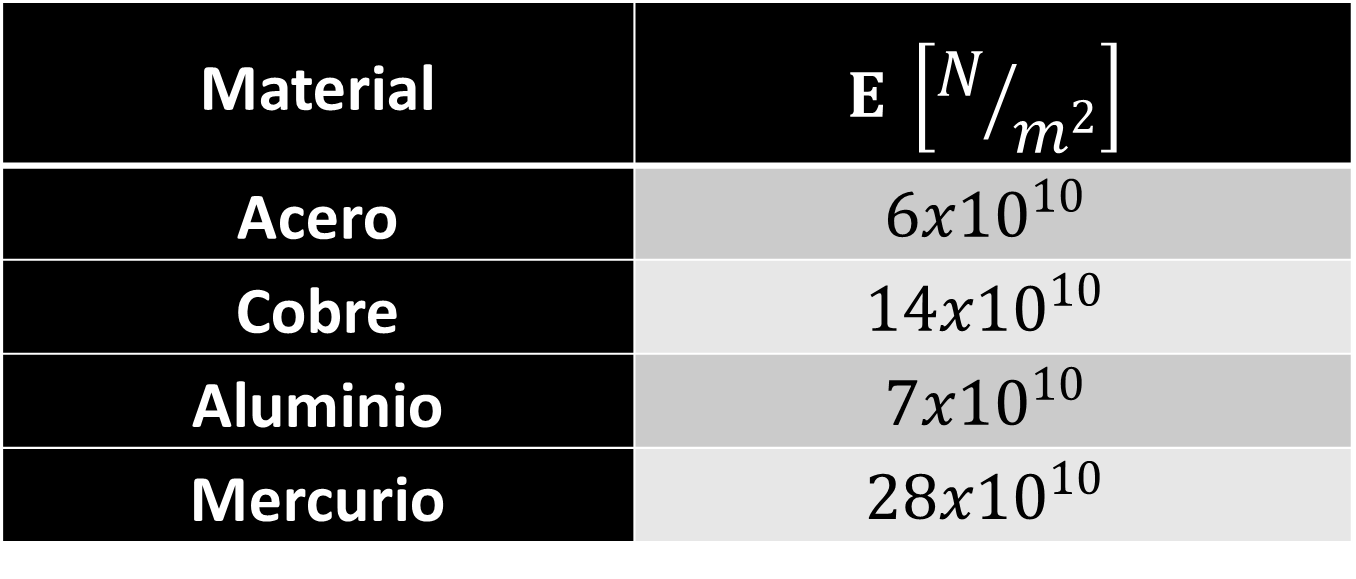 Material E [N/m²]
Acero 6x10¹⁰
Cobre 14x10¹⁰
Aluminio 7x10¹⁰
Mercurio 28x10¹⁰